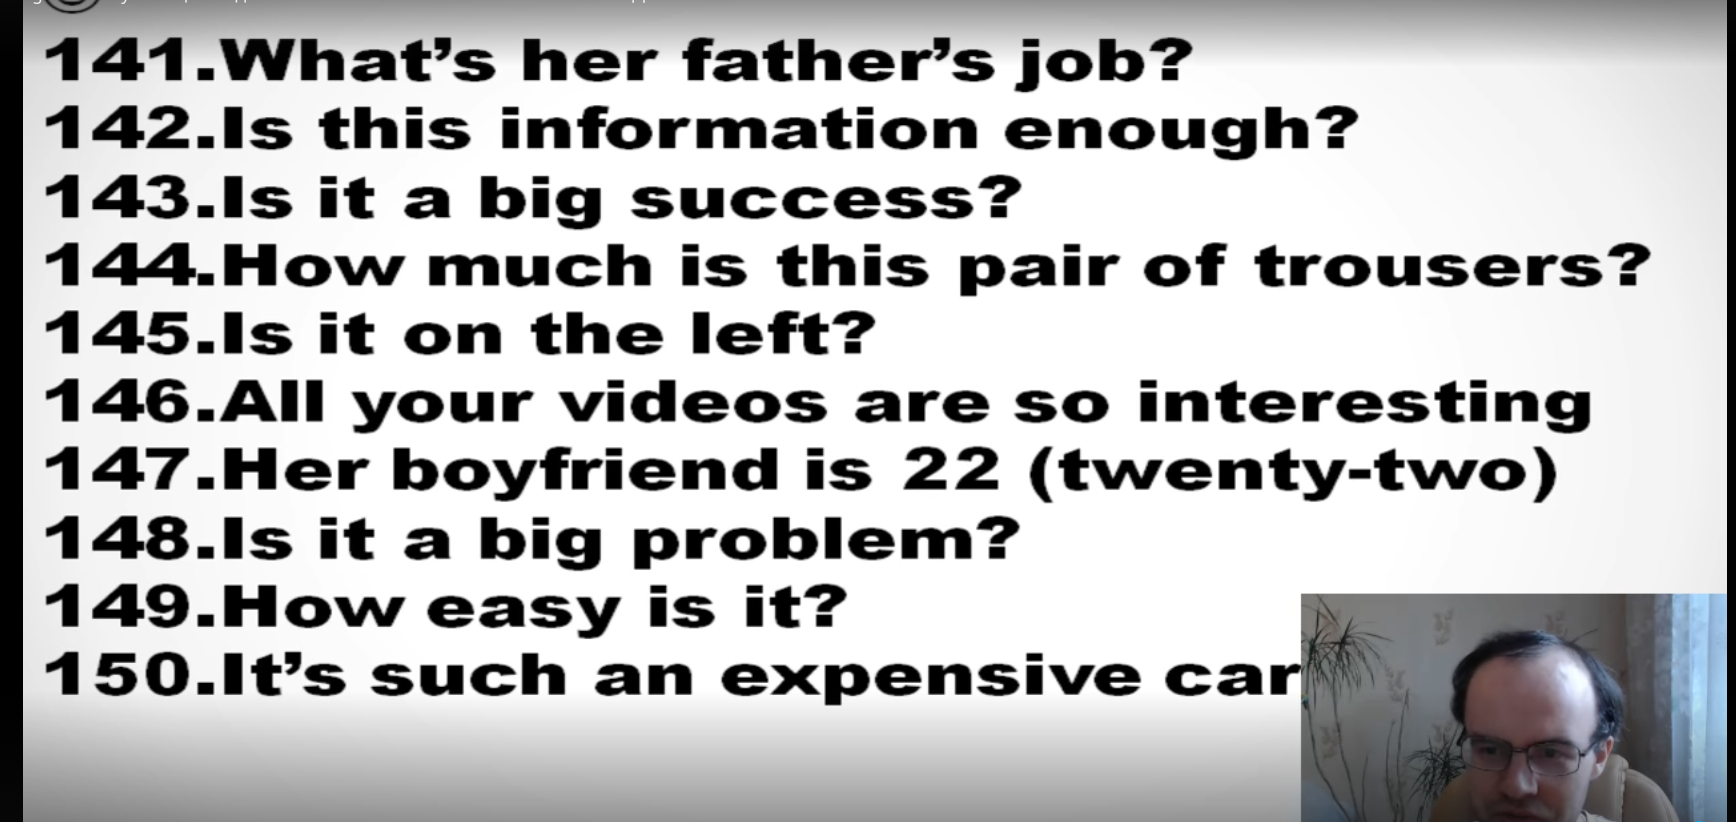 141.What’s her father’s job?
142.Is this information enough?
143.Is it a big success?
144.How much is this pair of trousers?
145.Is it on the left?
146.All your videos are so interesting
147.Her boyfriend is 22 (twenty-two)
148.Is it a big problem?
149.How easy is it?
150.It’s such an expensive car